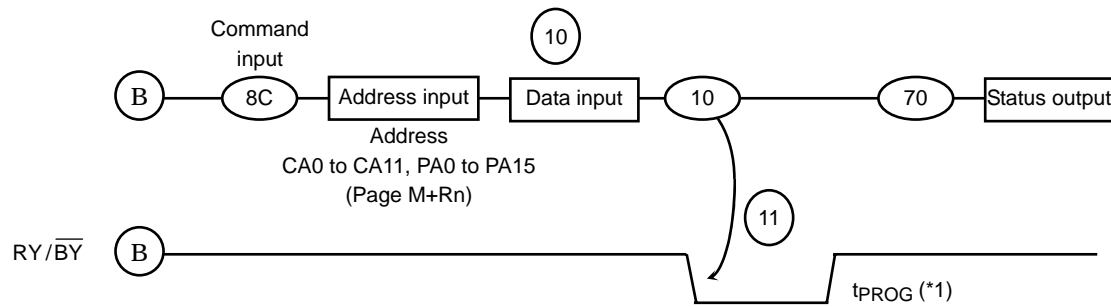 Command
input
10
B
8C
Address input
Data input
10
70
Status output
Address
CA0 to CA11, PA0 to PA15
(Page M+Rn)
11
RY/BY
B
tPROG (*1)